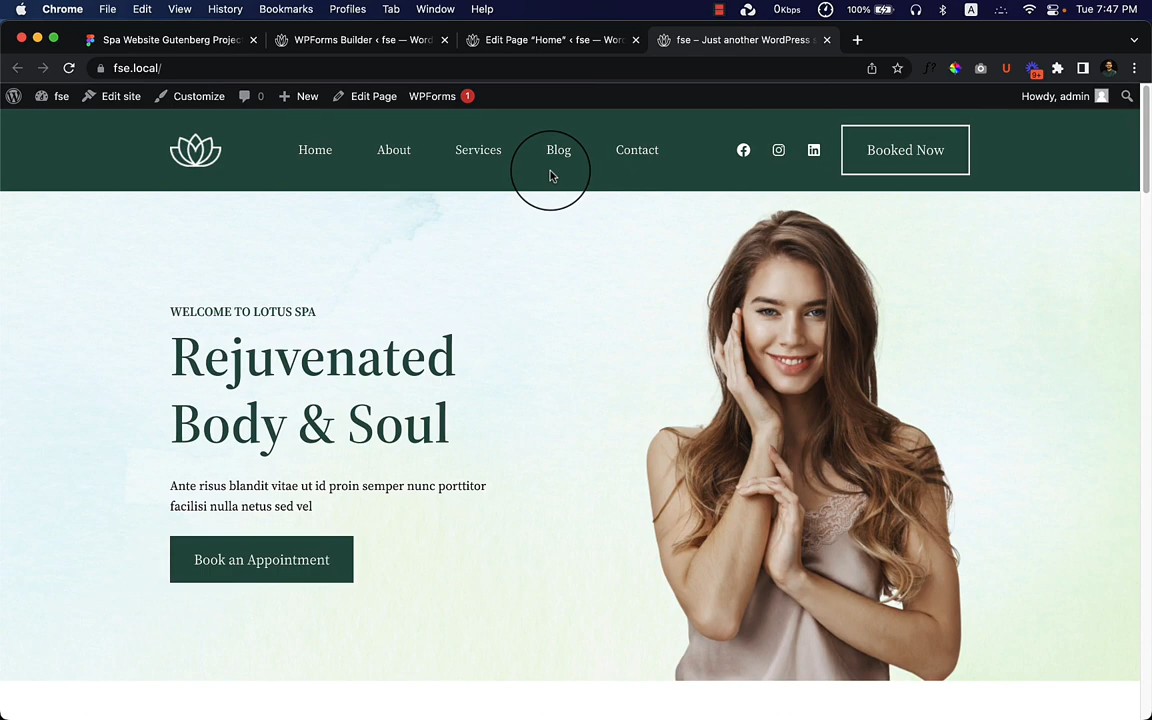 Chrome File Edit View History Bookmarks Profiles Tab Window Help 0Kbps 100% A Tue 7:47 PM
Spa Website Gutenberg Projec WPForms Builder ‹ fse — Word Edit Page “Home” ‹ fse — Word fse – Just another WordPress s
fse.local/ f? U 9+
fse Edit site Customize 0 New Edit Page WPForms 1 Howdy, admin
Home About Services Blog Contact Booked Now
WELCOME TO LOTUS SPA
Rejuvenated
Body & Soul
Ante risus blandit vitae ut id proin semper nunc porttitor
facilisi nulla netus sed vel
Book an Appointment